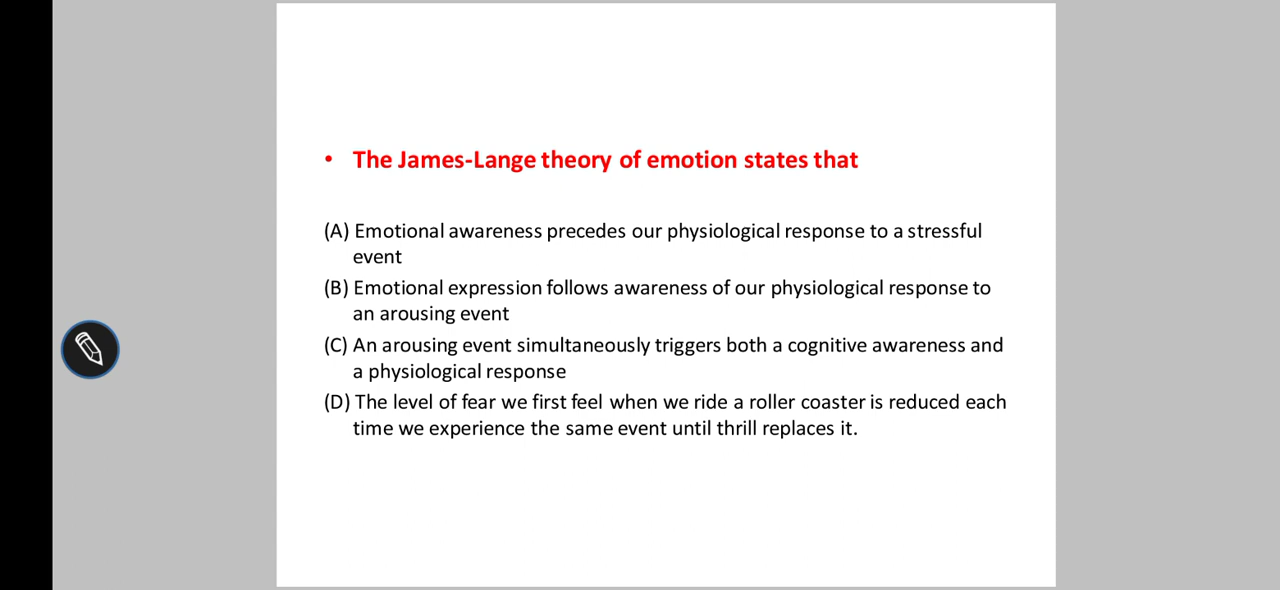 • The James-Lange theory of emotion states that
(A) Emotional awareness precedes our physiological response to a stressful
event
(B) Emotional expression follows awareness of our physiological response to
an arousing event
(C) An arousing event simultaneously triggers both a cognitive awareness and
a physiological response
(D) The level of fear we first feel when we ride a roller coaster is reduced each
time we experience the same event until thrill replaces it.